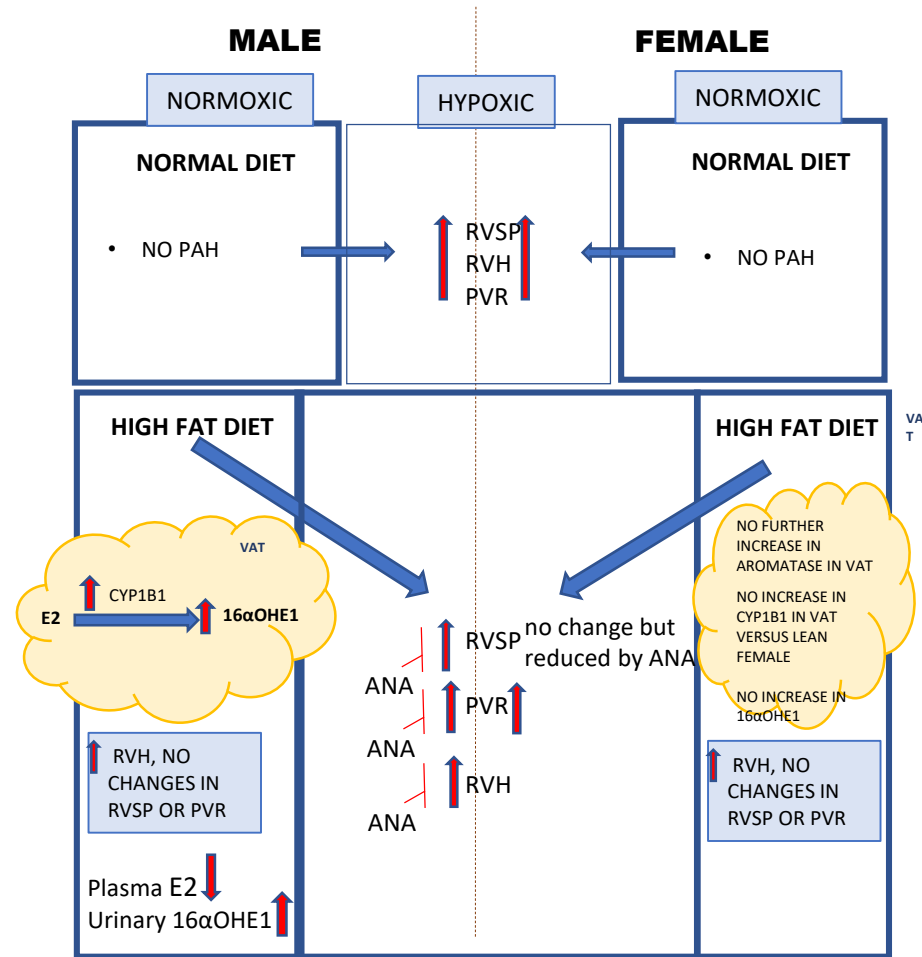 MALE
FEMALE
NORMOXIC
HYPOXIC
NORMOXIC
NORMAL DIET
• NO PAH
RVSP
RVH
PVR
NORMAL DIET
• NO PAH
HIGH FAT DIET
VAT
CYP1B1
E2
16αOHE1
RVH, NO
CHANGES IN
RVSP OR PVR
Plasma E2
Urinary 16αOHE1
RVSP
no change but
reduced by ANA
ANA
PVR
ANA
RVH
ANA
HIGH FAT DIET
VA
T
NO FURTHER
INCREASE IN
AROMATASE IN VAT
NO INCREASE IN
CYP1B1 IN VAT
VERSUS LEAN
FEMALE
NO INCREASE IN
16αOHE1
RVH, NO
CHANGES IN
RVSP OR PVR